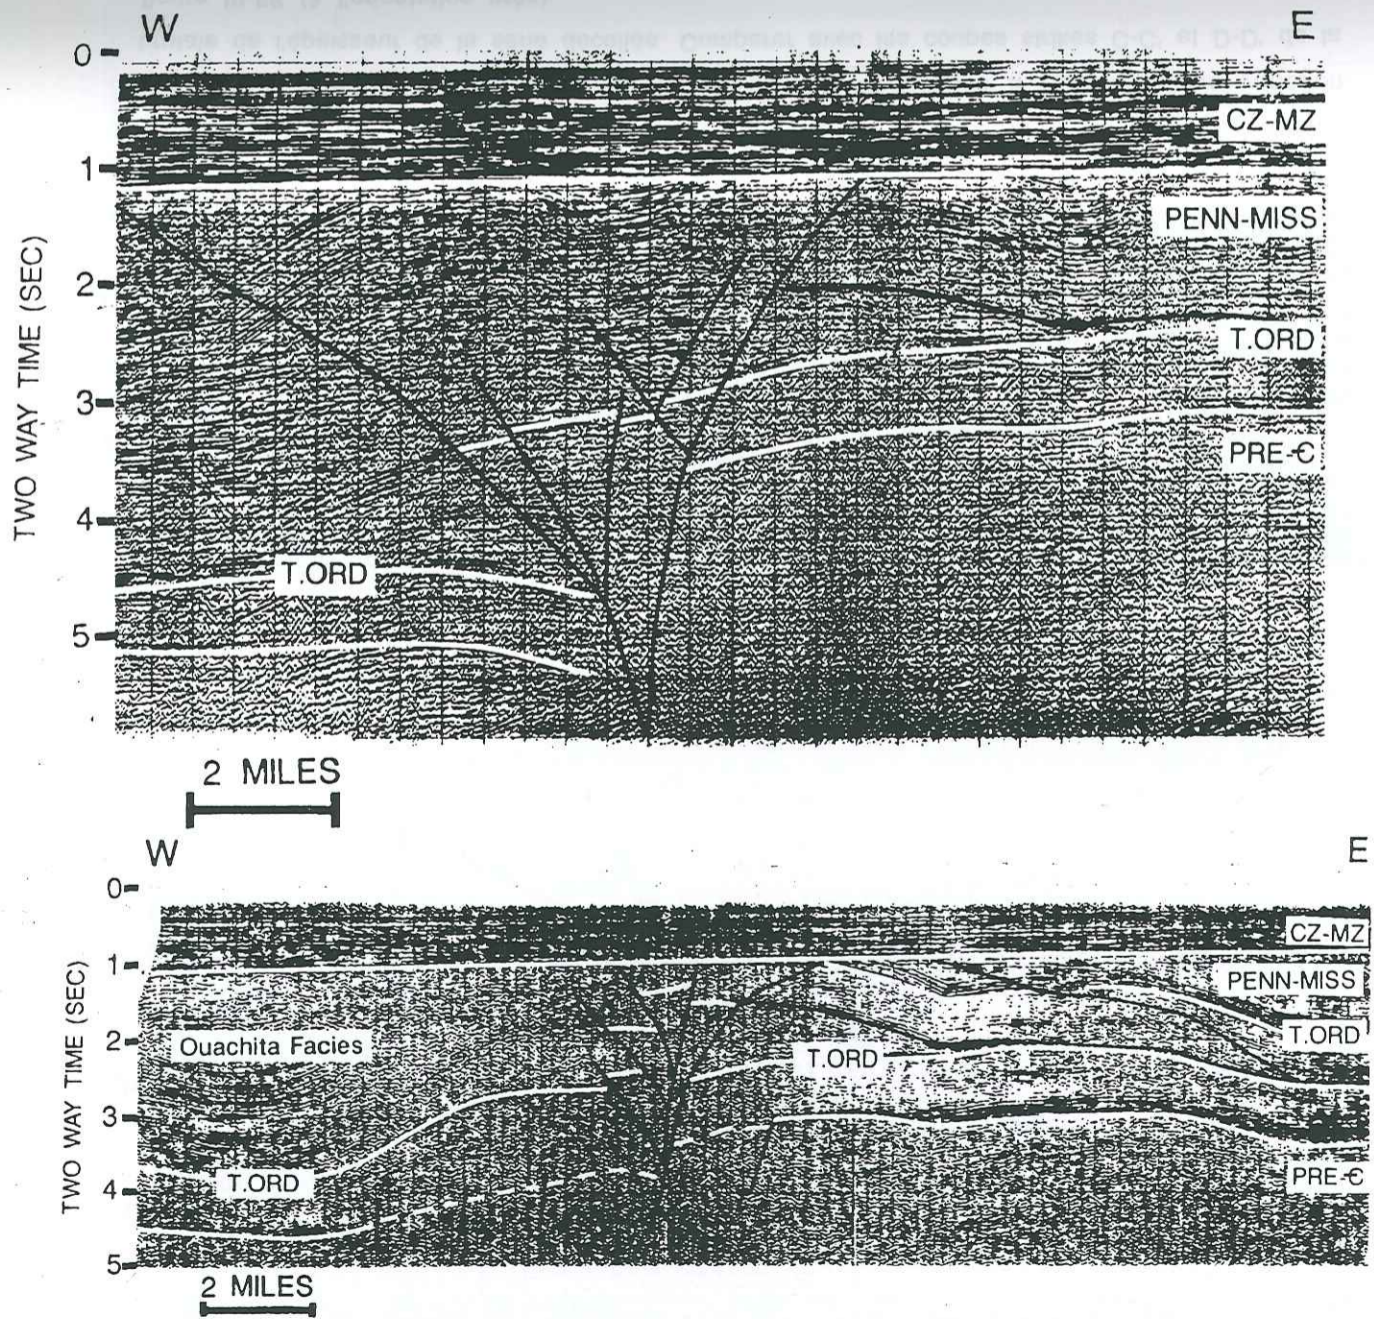 W
E
0
CZ-MZ
1
PENN-MISS
2
T.ORD
3
PRE-Ꞓ
4
T.ORD
5
TWO WAY TIME (SEC)
2 MILES
W
E
0
CZ-MZ
1
PENN-MISS
T.ORD
2
Ouachita Facies
T.ORD
3
T.ORD
4
PRE-Ꞓ
5
TWO WAY TIME (SEC)
2 MILES